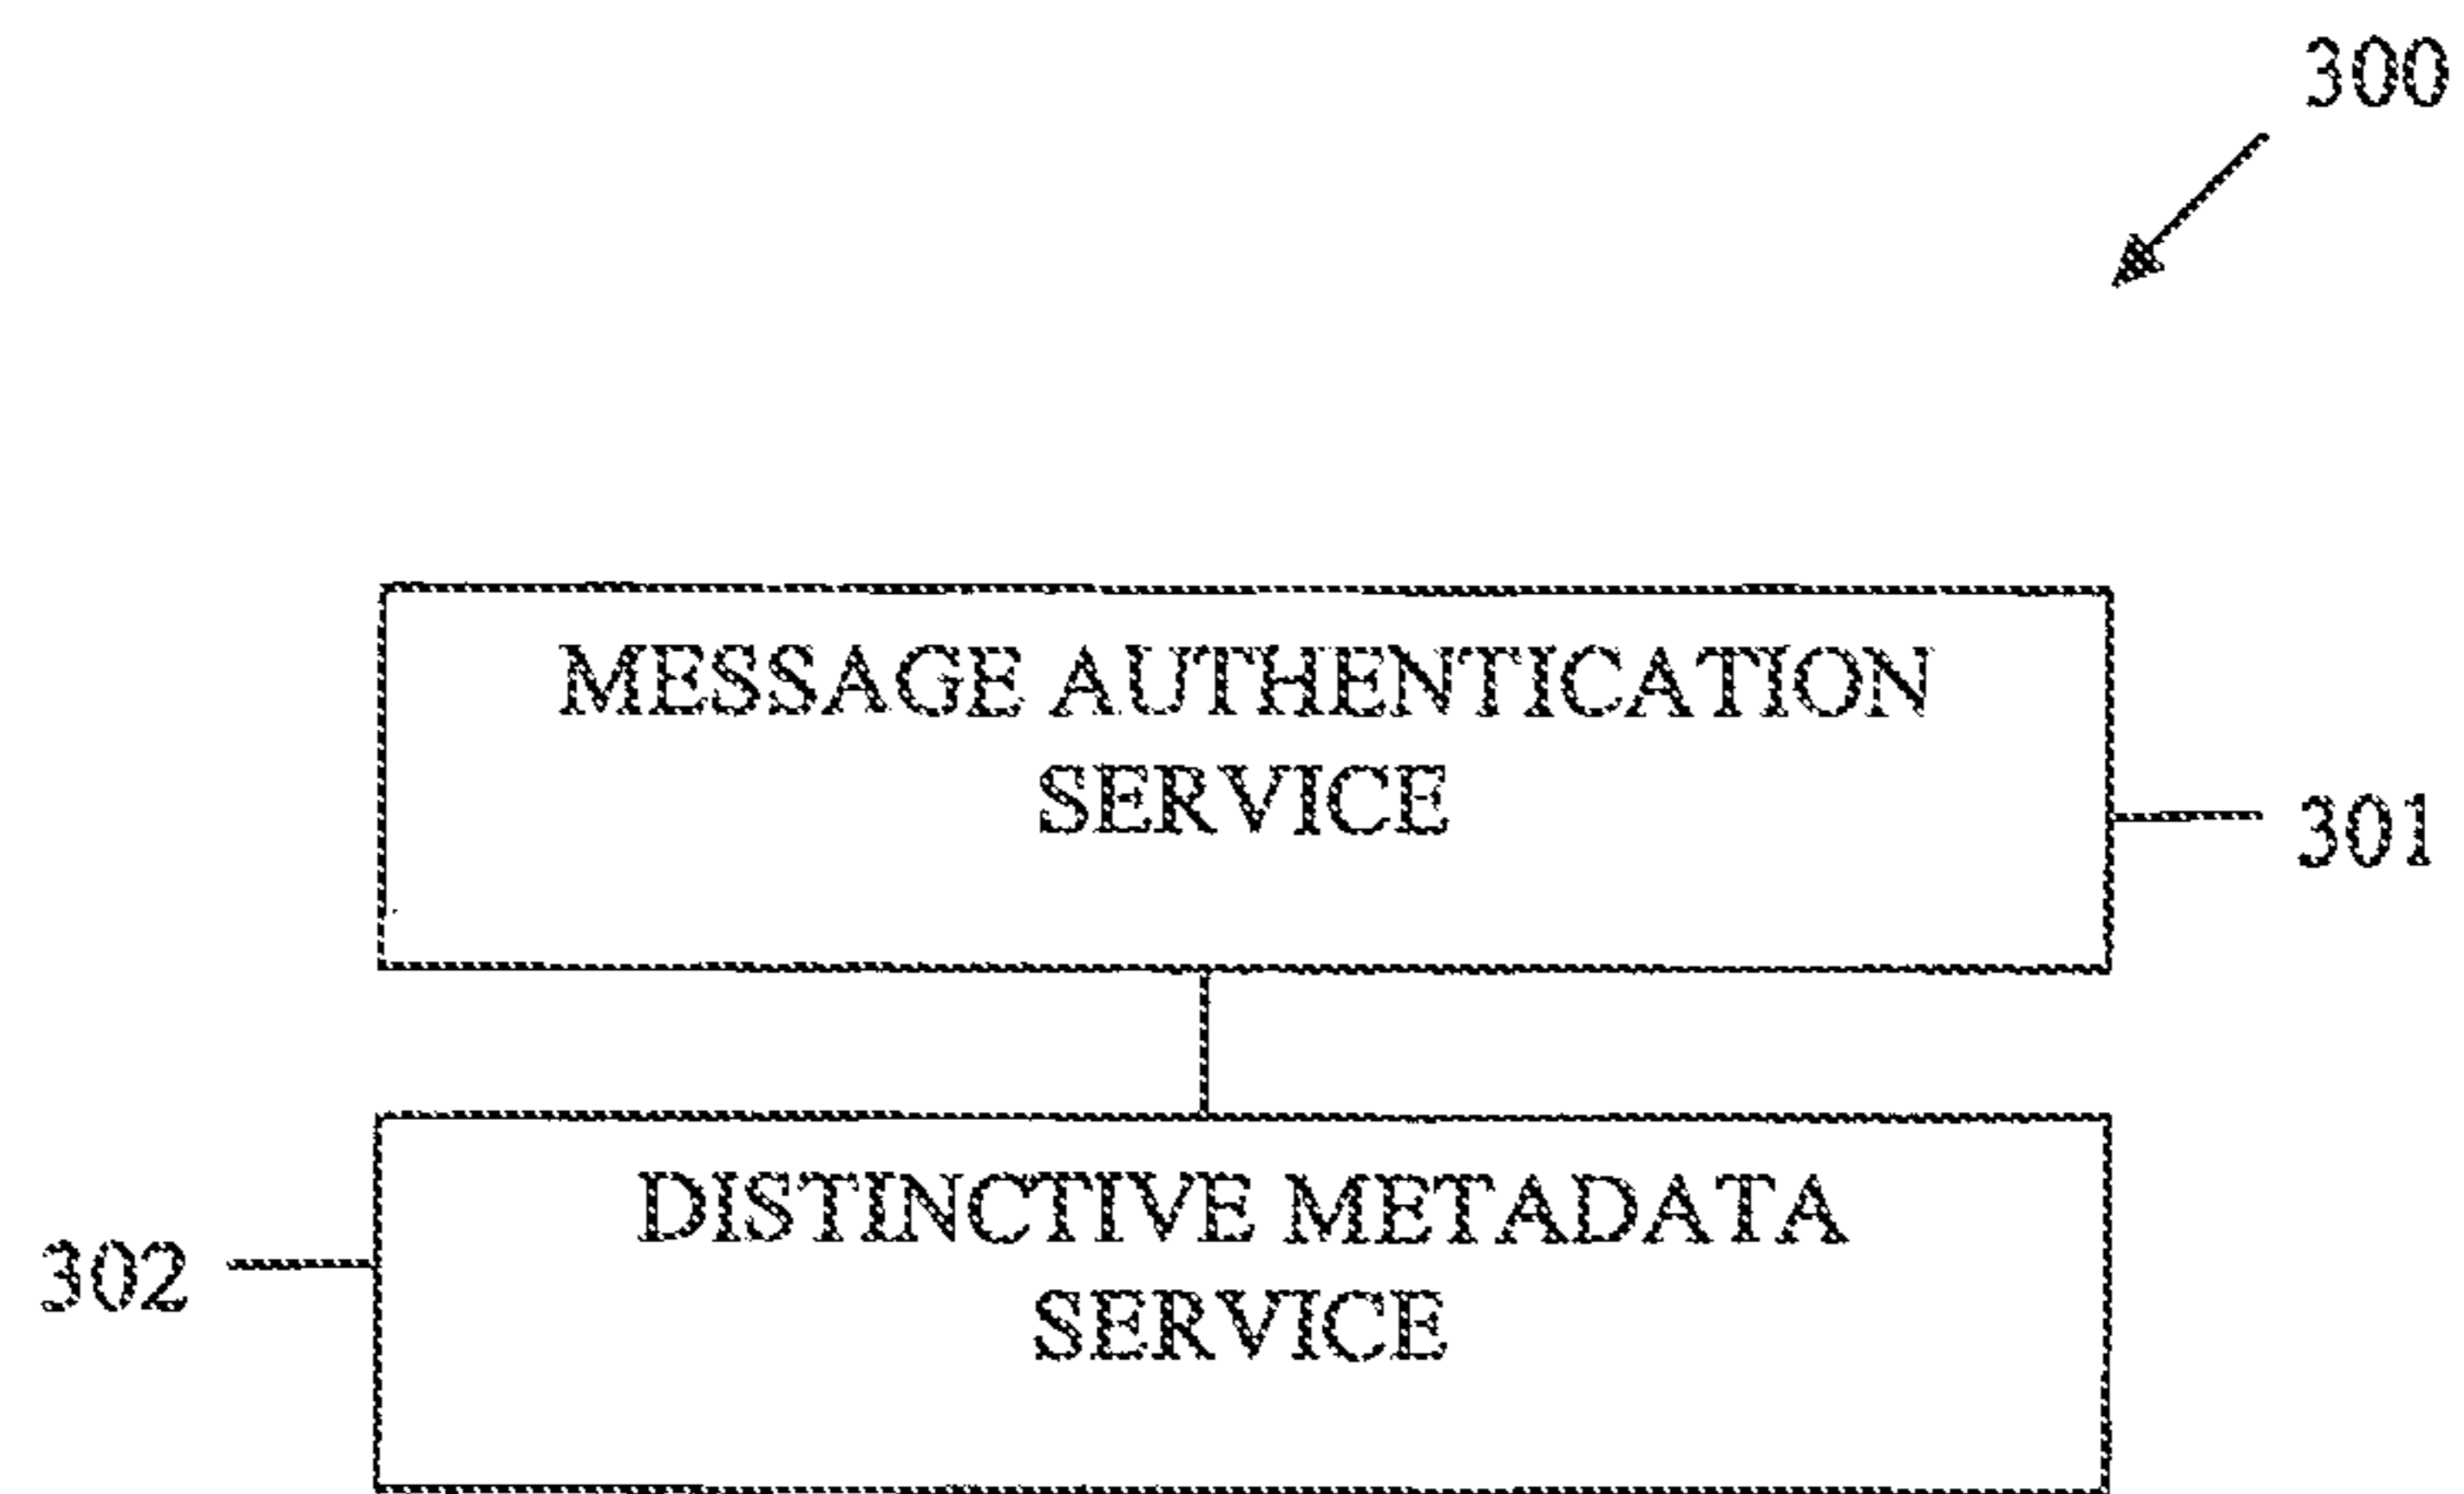 300
MESSAGE AUTHENTICATION
SERVICE
301
DISTINCTIVE METADATA
302
SERVICE